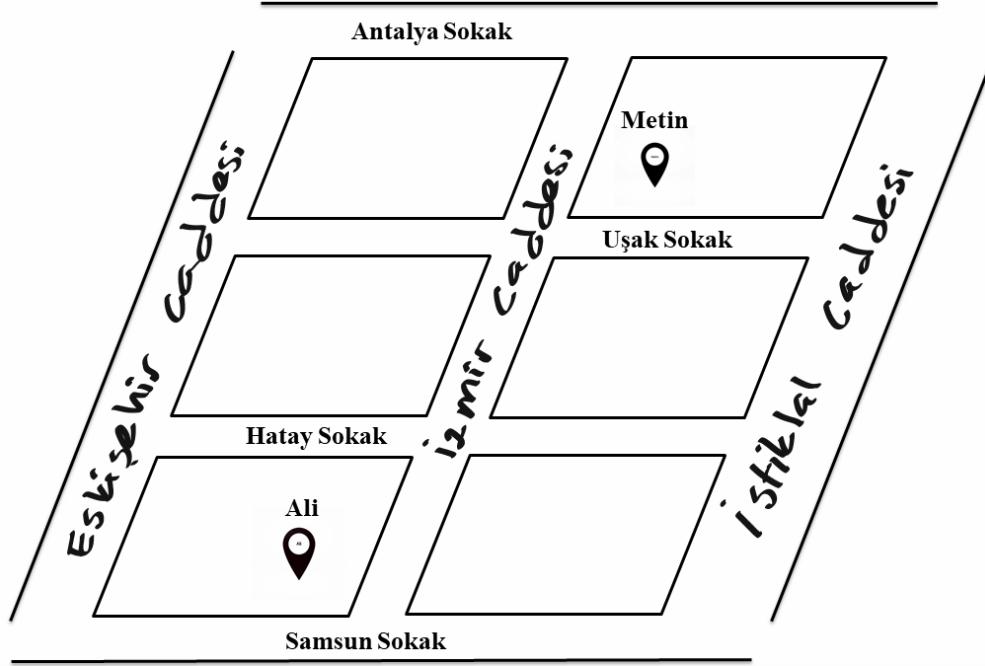 Antalya Sokak
Metin
Eskişehir Caddesi
İzmir Caddesi
İstiklal Caddesi
Uşak Sokak
Hatay Sokak
Ali
Samsun Sokak